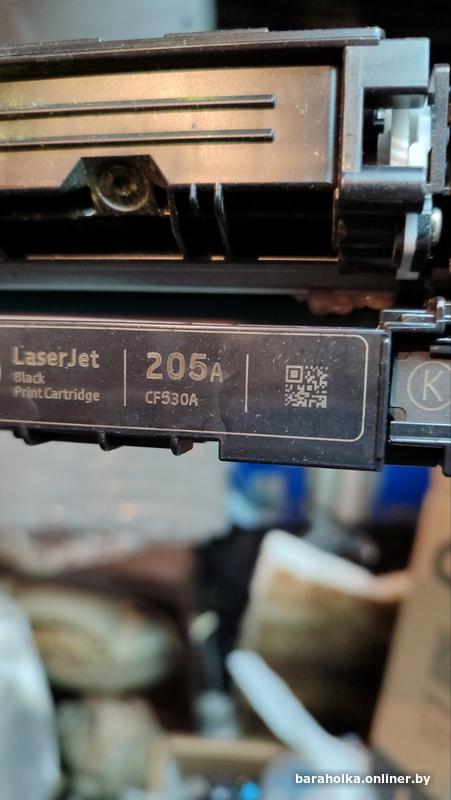 LaserJet
Black
Print Cartridge
205A
CF530A
K
baraholka.onliner.by